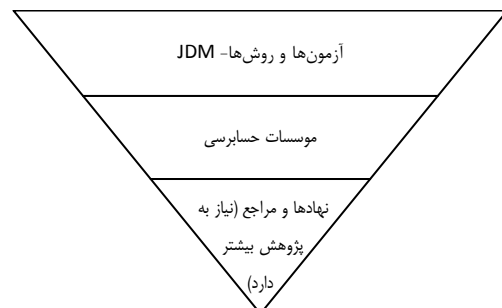 آزمون‌ها و روش‌ها- JDM
موسسات حسابرسی
نهادها و مراجع (نیاز به
پژوهش بیشتر
دارد)